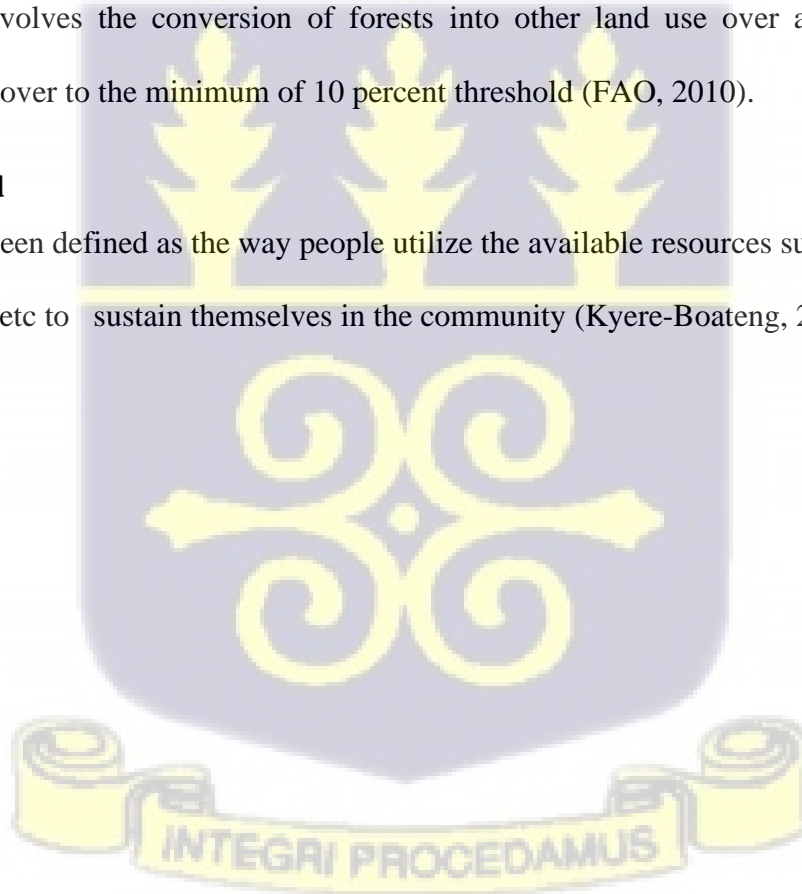 volves the conversion of forests into other land use over a
over to the minimum of 10 percent threshold (FAO, 2010).
d
een defined as the way people utilize the available resources su
etc to sustain themselves in the community (Kyere-Boateng, 2
INTEGRI PROCEDAMUS